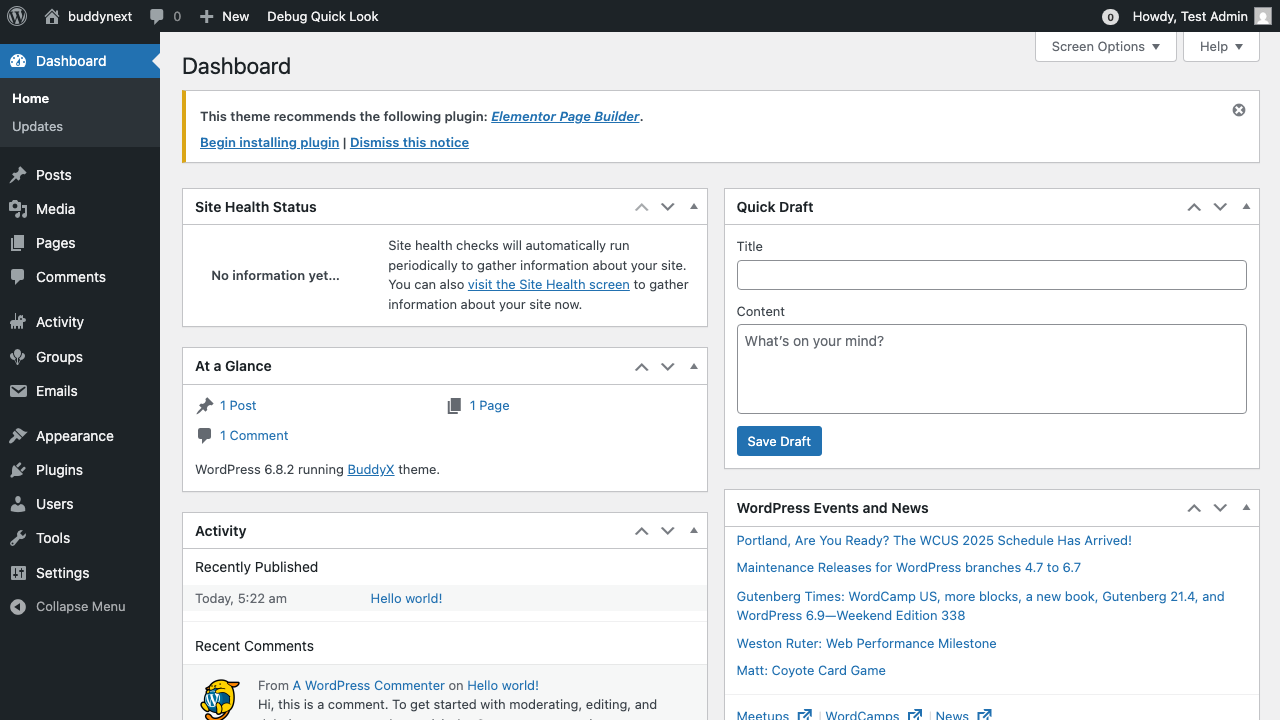 buddynext
0
New
Debug Quick Look
0
Howdy, Test Admin
Dashboard
Home
Updates
Posts
Media
Pages
Comments
Activity
Groups
Emails
Appearance
Plugins
Users
Tools
Settings
Collapse Menu
Screen Options
Help
Dashboard
This theme recommends the following plugin: Elementor Page Builder.
Begin installing plugin | Dismiss this notice
Site Health Status
No information yet...
Site health checks will automatically run
periodically to gather information about your site.
You can also visit the Site Health screen to gather
information about your site now.
At a Glance
1 Post
1 Page
1 Comment
WordPress 6.8.2 running BuddyX theme.
Activity
Recently Published
Today, 5:22 am
Hello world!
Recent Comments
From A WordPress Commenter on Hello world!
Hi, this is a comment. To get started with moderating, editing, and
Quick Draft
Title
Content
What's on your mind?
Save Draft
WordPress Events and News
Portland, Are You Ready? The WCUS 2025 Schedule Has Arrived!
Maintenance Releases for WordPress branches 4.7 to 6.7
Gutenberg Times: WordCamp US, more blocks, a new book, Gutenberg 21.4, and
WordPress 6.9—Weekend Edition 338
Weston Ruter: Web Performance Milestone
Matt: Coyote Card Game
Meetups | WordCamps | News